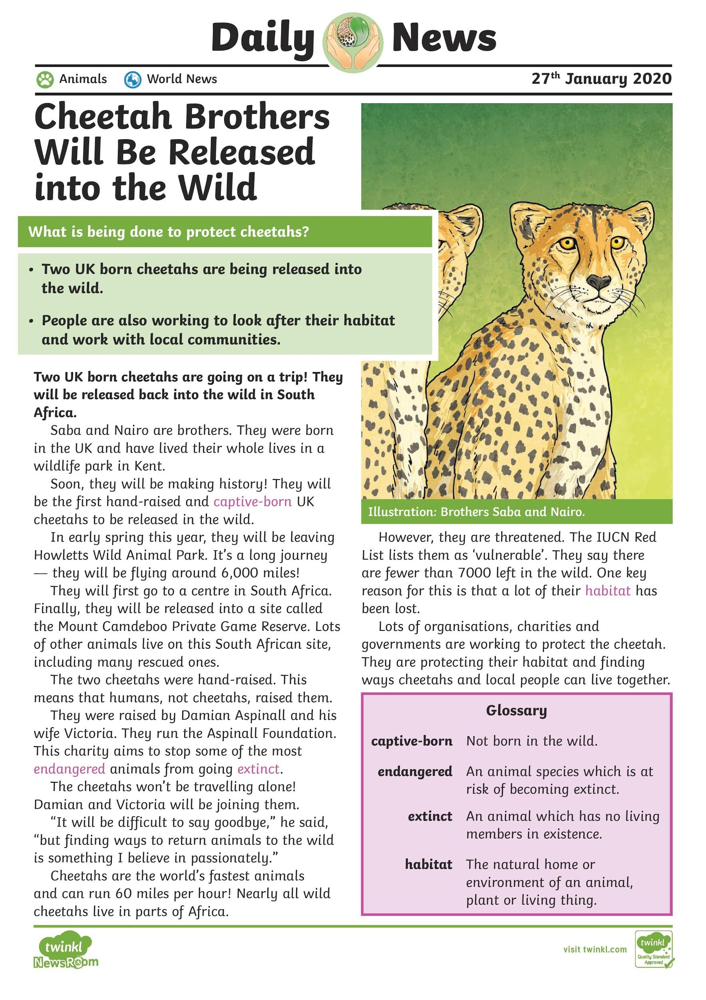 Daily News
Animals
World News
27th January 2020
Cheetah Brothers
Will Be Released
into the Wild
What is being done to protect cheetahs?
• Two UK born cheetahs are being released into
the wild.
• People are also working to look after their habitat
and work with local communities.
Two UK born cheetahs are going on a trip! They
will be released back into the wild in South
Africa.
Saba and Nairo are brothers. They were born
in the UK and have lived their whole lives in a
wildlife park in Kent.
Soon, they will be making history! They will
be the first hand-raised and captive-born UK
cheetahs to be released in the wild.
In early spring this year, they will be leaving
Howletts Wild Animal Park. It’s a long journey
— they will be flying around 6,000 miles!
They will first go to a centre in South Africa.
Finally, they will be released into a site called
the Mount Camdeboo Private Game Reserve. Lots
of other animals live on this South African site,
including many rescued ones.
The two cheetahs were hand-raised. This
means that humans, not cheetahs, raised them.
They were raised by Damian Aspinall and his
wife Victoria. They run the Aspinall Foundation.
This charity aims to stop some of the most
endangered animals from going extinct.
The cheetahs won’t be travelling alone!
Damian and Victoria will be joining them.
“It will be difficult to say goodbye,” he said,
“but finding ways to return animals to the wild
is something I believe in passionately.”
Cheetahs are the world’s fastest animals
and can run 60 miles per hour! Nearly all wild
cheetahs live in parts of Africa.
Illustration: Brothers Saba and Nairo.
However, they are threatened. The IUCN Red
List lists them as ‘vulnerable’. They say there
are fewer than 7000 left in the wild. One key
reason for this is that a lot of their habitat has
been lost.
Lots of organisations, charities and
governments are working to protect the cheetah.
They are protecting their habitat and finding
ways cheetahs and local people can live together.
Glossary
captive-born Not born in the wild.
endangered An animal species which is at
risk of becoming extinct.
extinct An animal which has no living
members in existence.
habitat The natural home or
environment of an animal,
plant or living thing.
twinkl
NewsRoom
visit twinkl.com
twinkl
Quality Standard
Approved